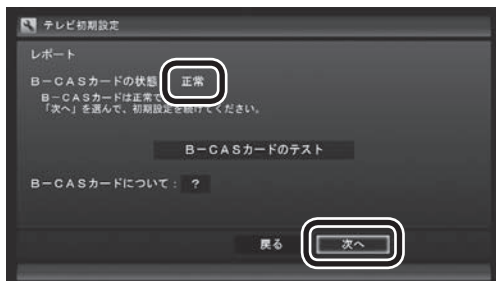 テレビ初期設定
レポート
B-CASカードの状態 正常
B-CASカードは正常で
「次へ」を選んで、初期設定を続けてください。
B-CASカードのテスト
B-CASカードについて: ?
戻る 次へ